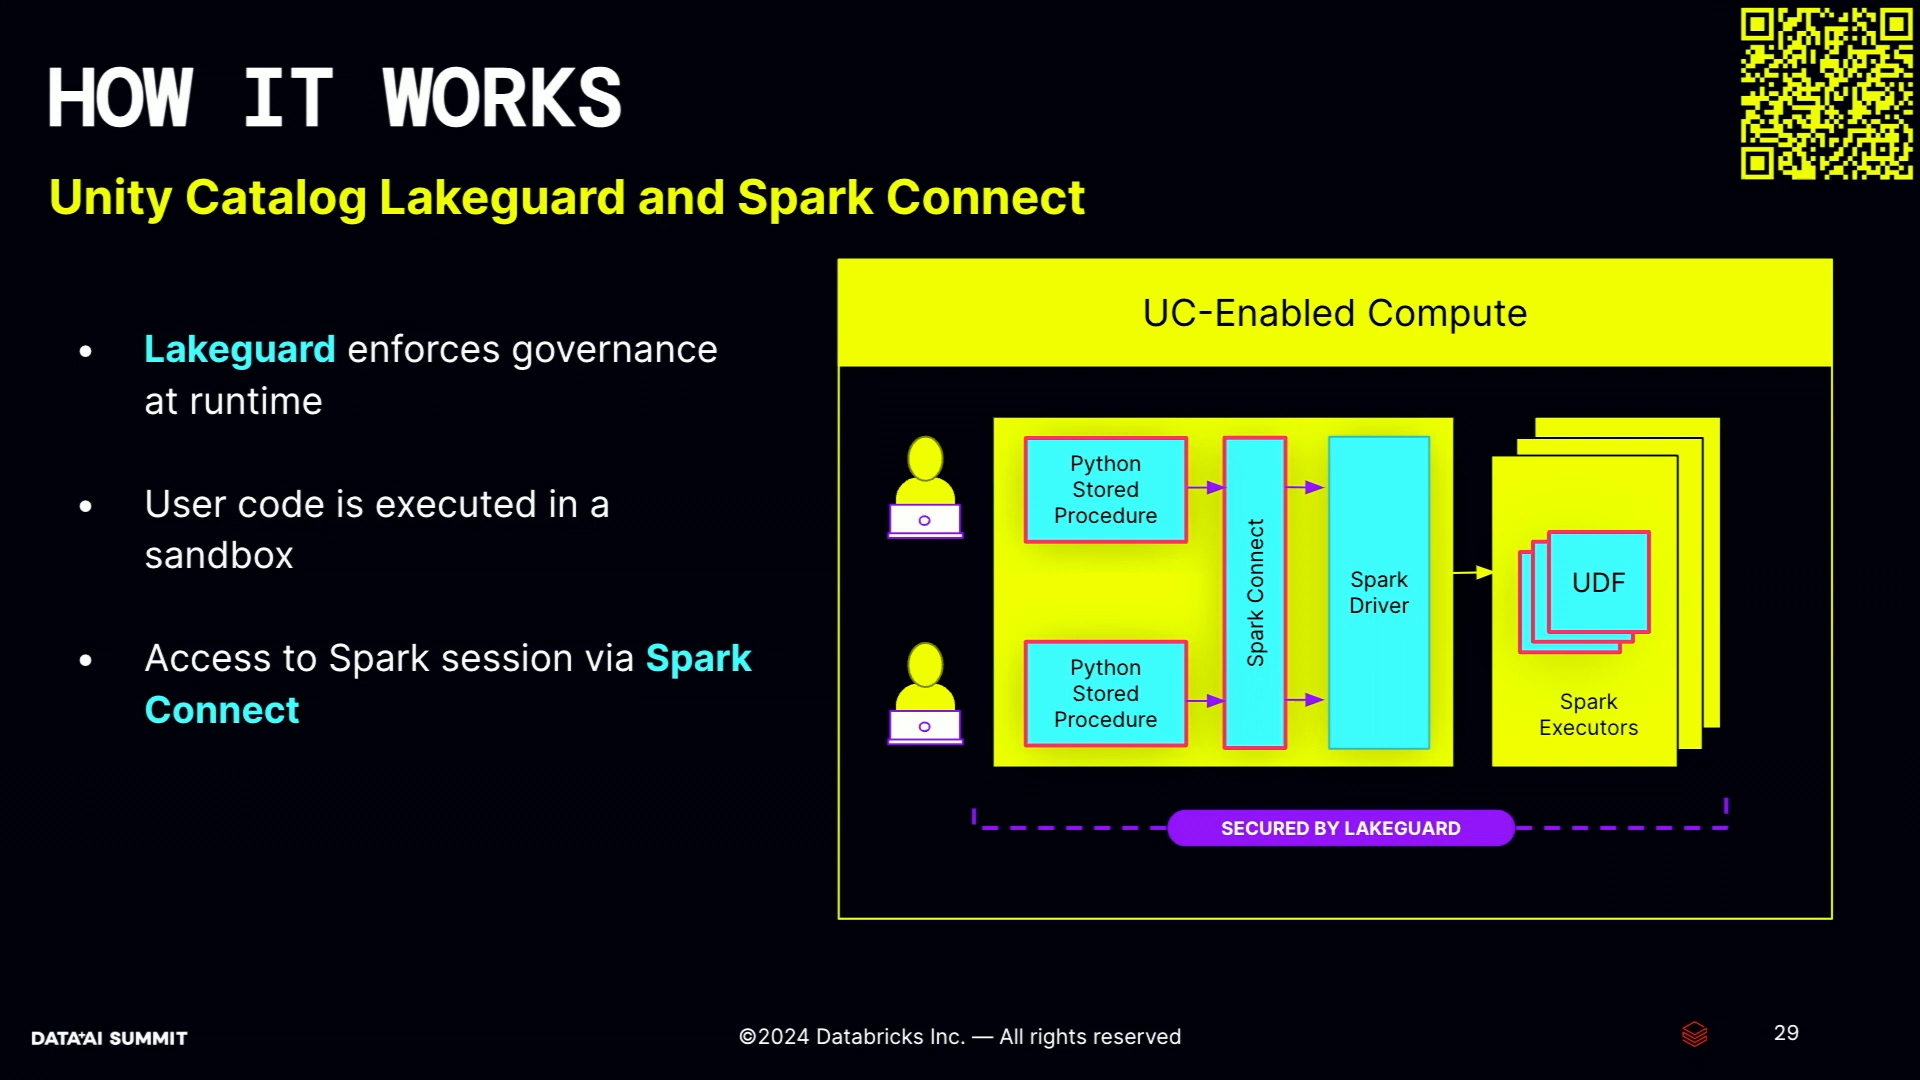 HOW IT WORKS
Unity Catalog Lakeguard and Spark Connect
• Lakeguard enforces governance
at runtime
• User code is executed in a
sandbox
• Access to Spark session via Spark
Connect
UC-Enabled Compute
Python
Stored
Procedure
Python
Stored
Procedure
Spark Connect
Spark
Driver
UDF
Spark
Executors
SECURED BY LAKEGUARD
DATA+AI SUMMIT
©2024 Databricks Inc. — All rights reserved
29